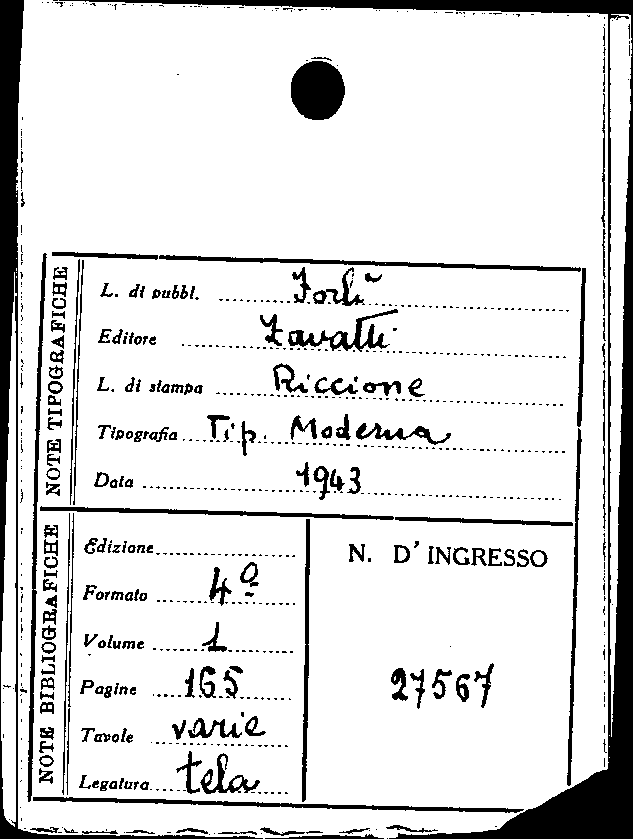 NOTE TIPOGRAFICHE
L. di pubbl. Forlì
Editore Zavatti
L. di stampa Riccione
Tipografia Tip. Moderna
Data 1943
NOTE BIBLIOGRAFICHE
Edizione
Formato 4º
Volume 1
Pagine 165
Tavole varie
Legatura tela
N. D'INGRESSO
27567